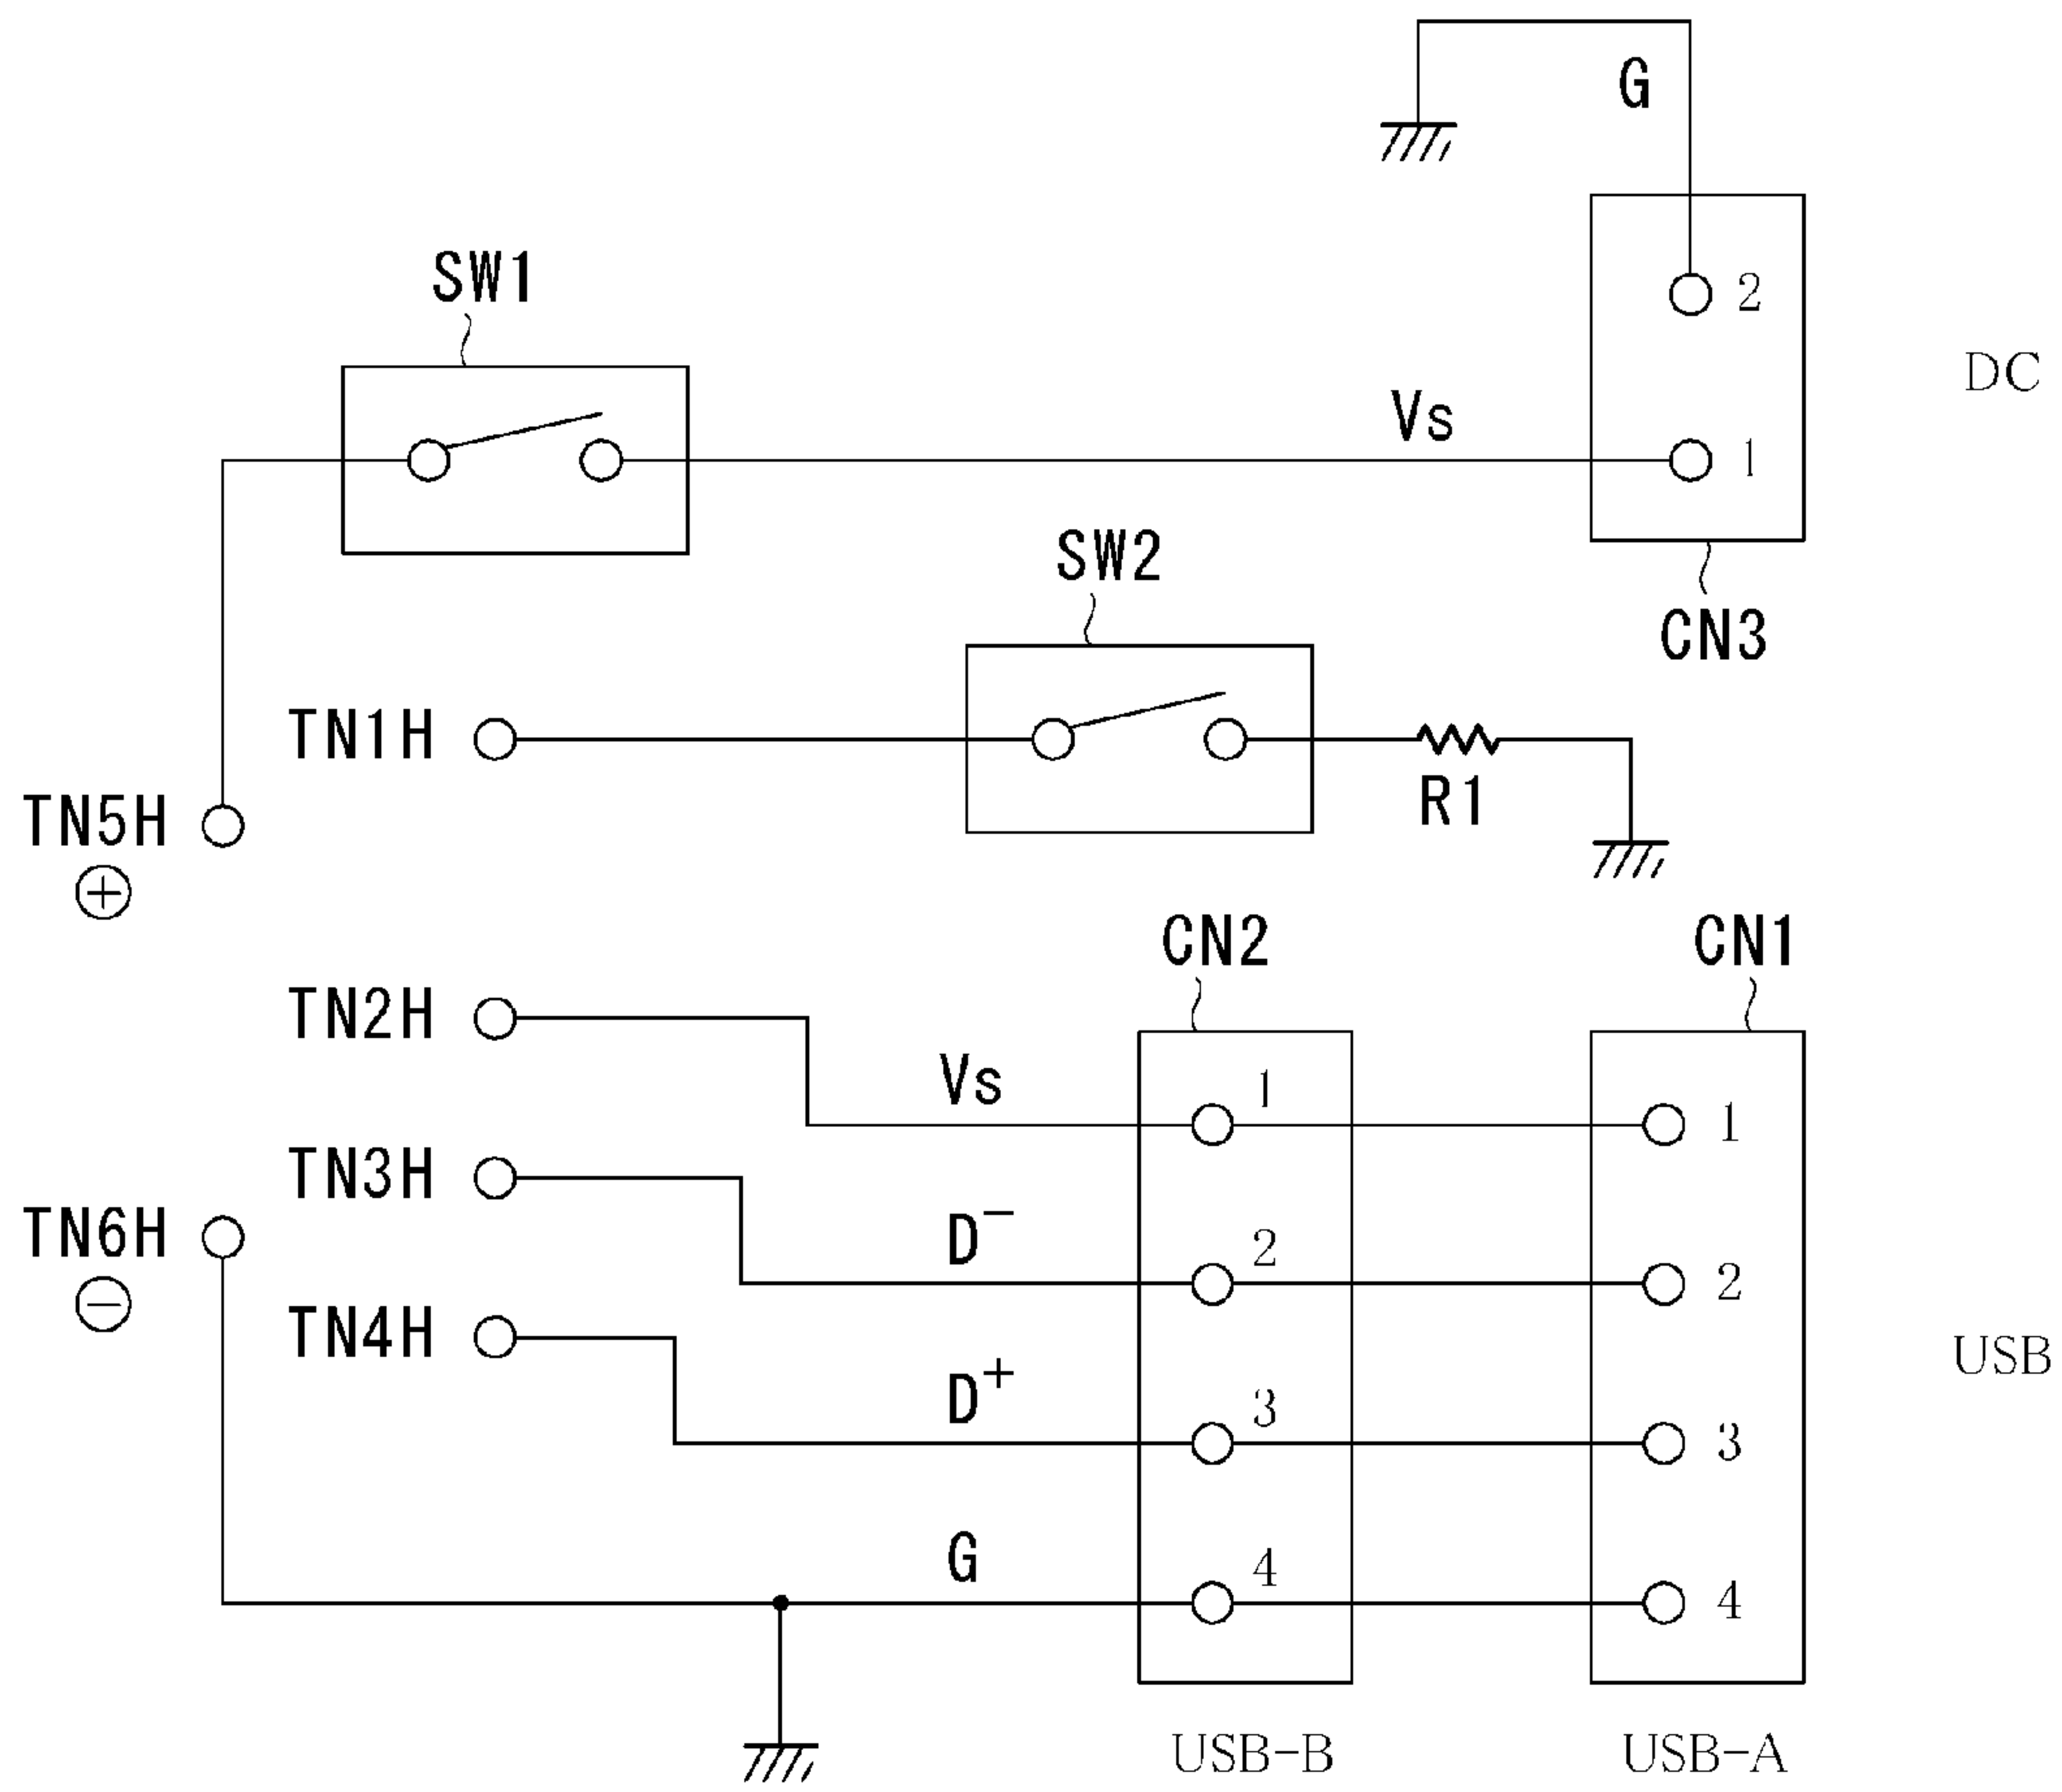 G
2
SW1
DC
Vs
1
SW2
CN3
TN1H
R1
TN5H
+
CN2
CN1
TN2H
Vs
1
1
TN3H
D−
2
2
TN6H
−
TN4H
D+
3
3
USB
G
4
4
USB-B
USB-A